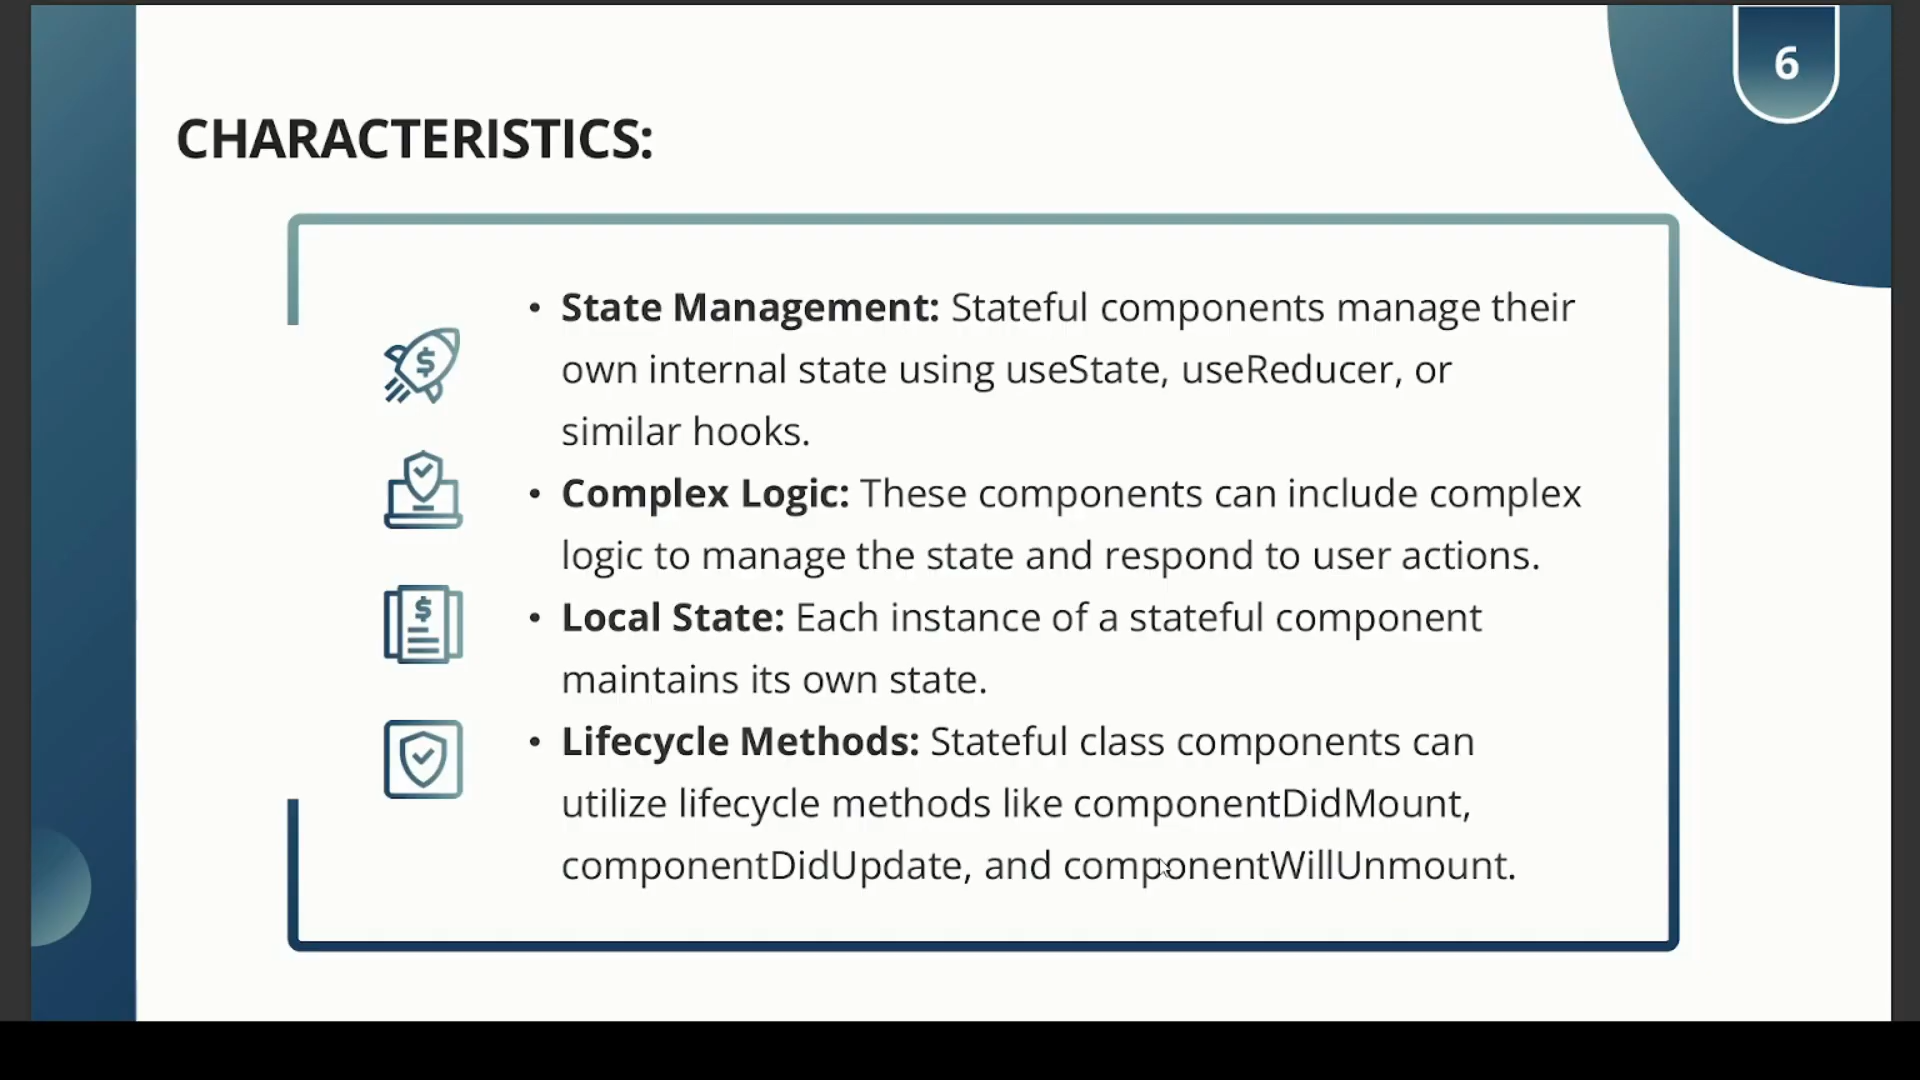 6
CHARACTERISTICS:
• State Management: Stateful components manage their
own internal state using useState, useReducer, or
similar hooks.
• Complex Logic: These components can include complex
logic to manage the state and respond to user actions.
• Local State: Each instance of a stateful component
maintains its own state.
• Lifecycle Methods: Stateful class components can
utilize lifecycle methods like componentDidMount,
componentDidUpdate, and componentWillUnmount.
$
$